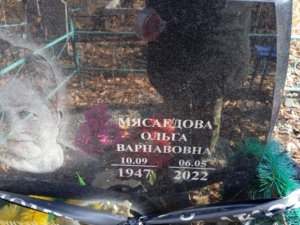 МЯСАЕДОВА
ОЛЬГА
ВАРНАВОВНА
10.09 06.05
1947 2022